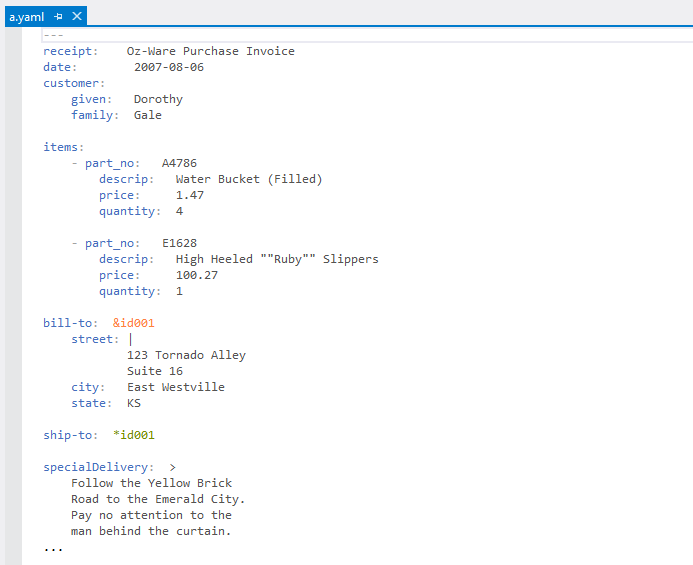 a.yaml
---
receipt:    Oz-Ware Purchase Invoice
date:        2007-08-06
customer:
    given:   Dorothy
    family:  Gale

items:
    - part_no:   A4786
        descrip:   Water Bucket (Filled)
        price:     1.47
        quantity:  4

    - part_no:   E1628
        descrip:   High Heeled ""Ruby"" Slippers
        price:     100.27
        quantity:  1

bill-to:  &id001
    street: |
            123 Tornado Alley
            Suite 16
    city:   East Westville
    state:  KS

ship-to:  *id001

specialDelivery:  >
    Follow the Yellow Brick
    Road to the Emerald City.
    Pay no attention to the
    man behind the curtain.
...